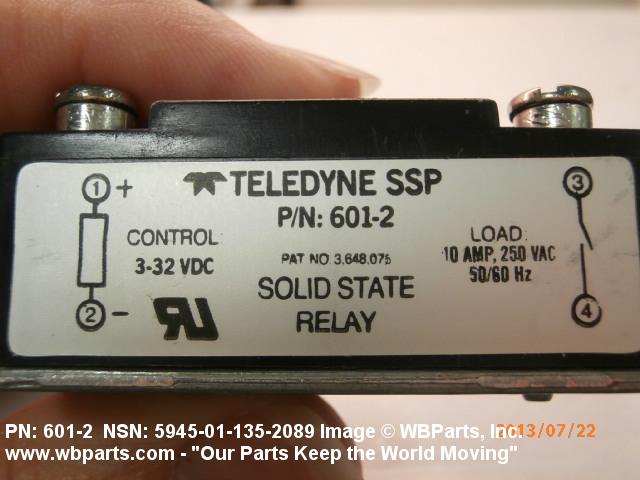 1 +
TELEDYNE SSP
3
P/N: 601-2
CONTROL
3-32 VDC
PAT NO. 3,648,075
LOAD:
10 AMP, 250 VAC
50/60 Hz
SOLID STATE
RELAY
2 -
4
PN: 601-2 NSN: 5945-01-135-2089 Image © WBParts, Inc.
2013/07/22
www.wbparts.com - "Our Parts Keep the World Moving"